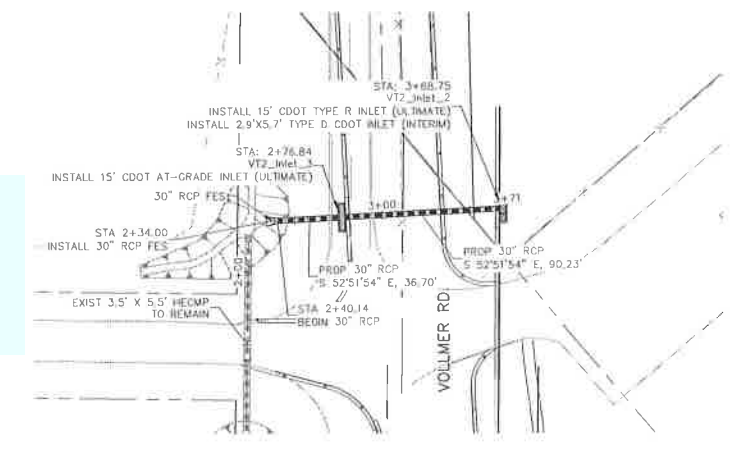 STA: 3+68.75
VT2_Inlet_2
INSTALL 15' CDOT TYPE R INLET (ULTIMATE)
INSTALL 2.9'X5.7' TYPE D CDOT INLET (INTERIM)
STA: 2+76.84
VT2_Inlet_3
INSTALL 15' CDOT AT-GRADE INLET (ULTIMATE)
30" RCP FES
3+00
3+71
STA 2+34.00
INSTALL 30" RCP FES
2+00
PROP 30" RCP
S 52°51'54" E, 36.70'
PROP 30" RCP
S 52°51'54" E, 90.23'
EXIST 3.5' X 5.5' HECMP
TO REMAIN
STA 2+40.14
BEGIN 30" RCP
VOLLMER RD